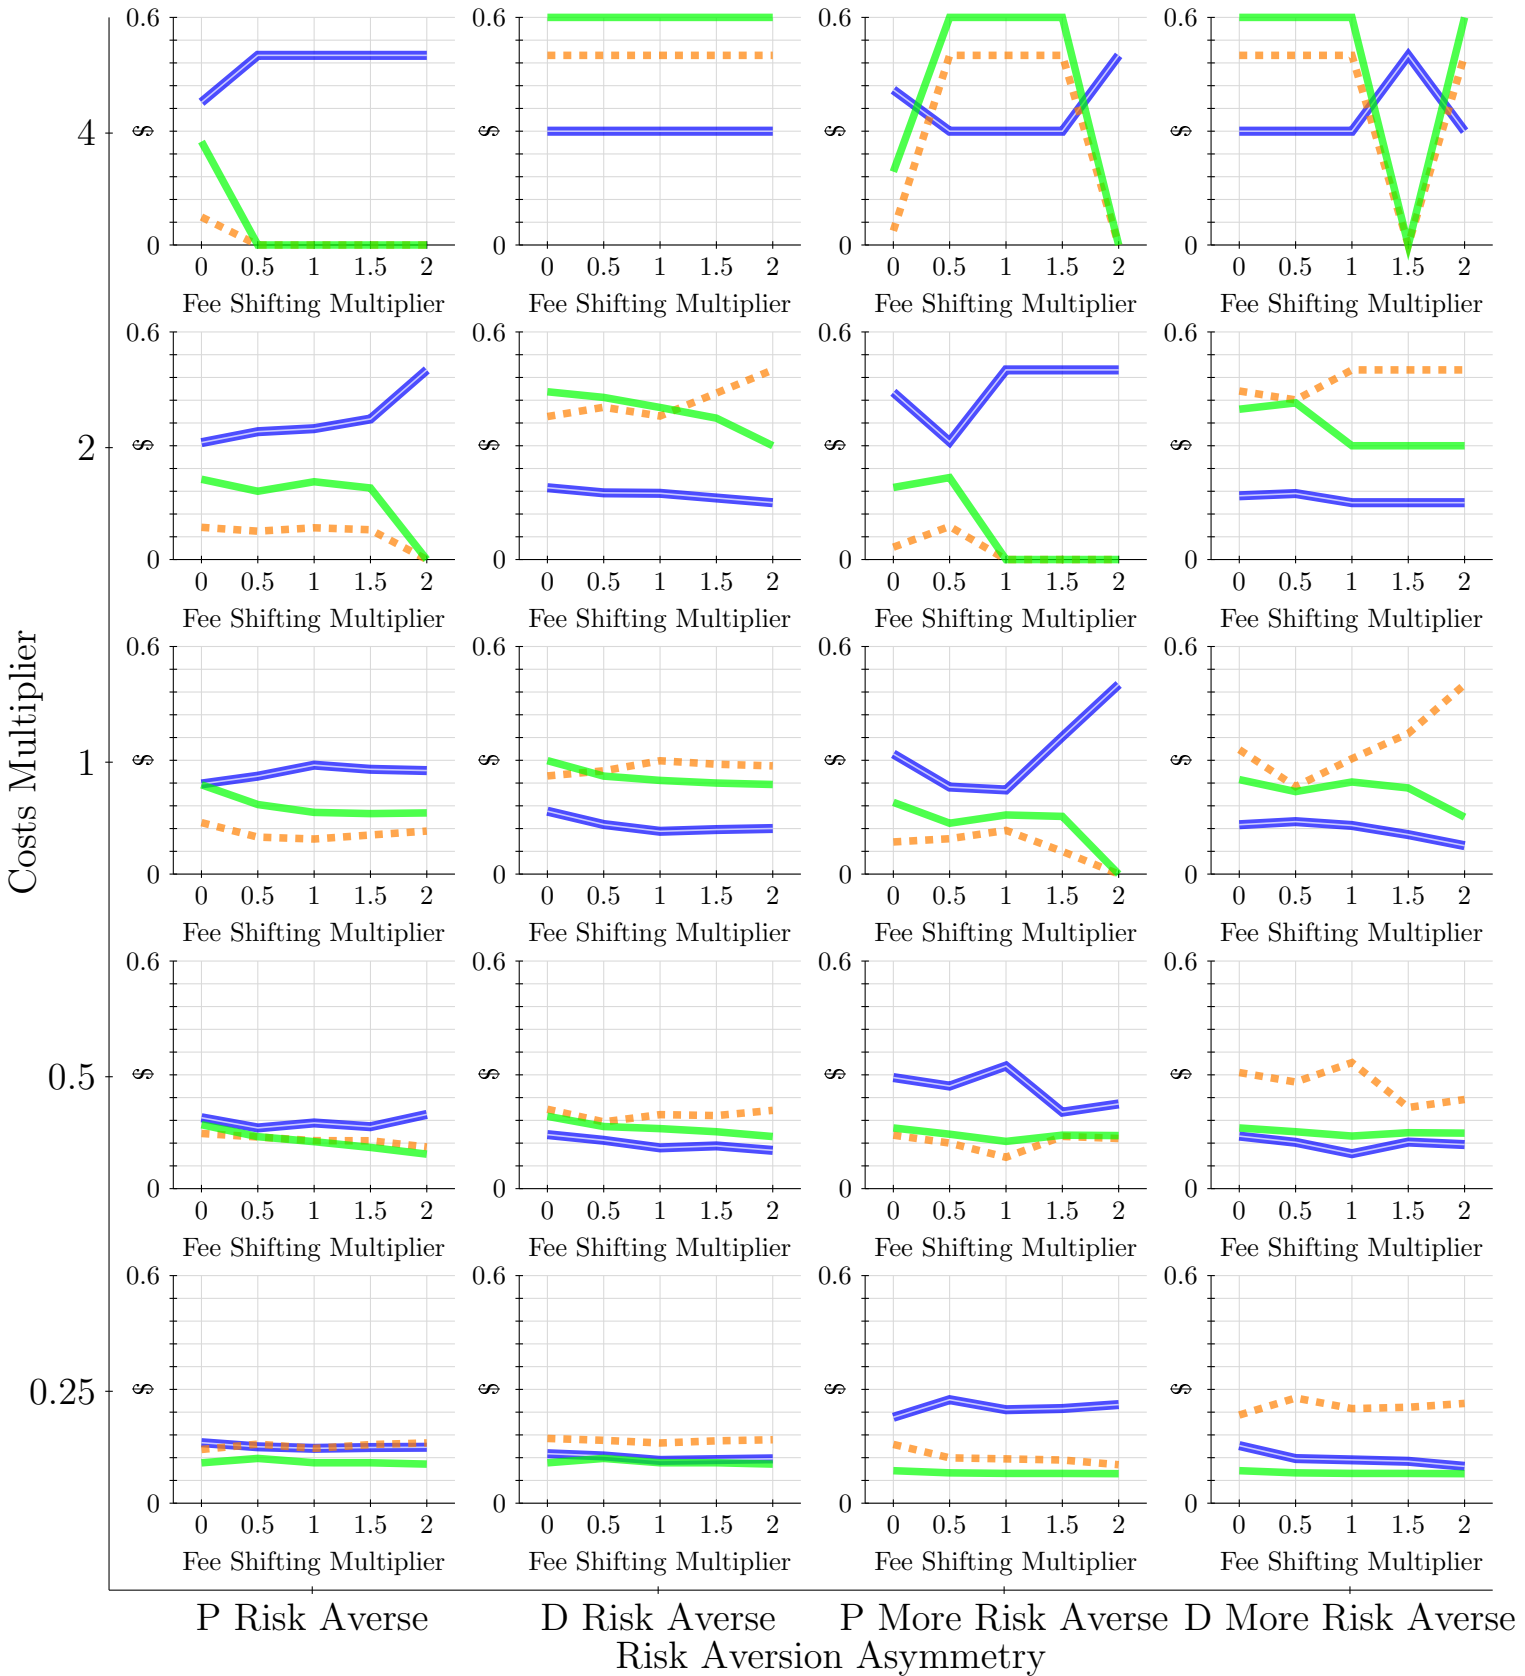 0.6 0.6 0.6 0.6
4 $ $ $ $
0 0 0 0
0 0.5 1 1.5 2 0 0.5 1 1.5 2 0 0.5 1 1.5 2 0 0.5 1 1.5 2
Fee Shifting Multiplier Fee Shifting Multiplier Fee Shifting Multiplier Fee Shifting Multiplier
0.6 0.6 0.6 0.6
2 $ $ $ $
0 0 0 0
0 0.5 1 1.5 2 0 0.5 1 1.5 2 0 0.5 1 1.5 2 0 0.5 1 1.5 2
Fee Shifting Multiplier Fee Shifting Multiplier Fee Shifting Multiplier Fee Shifting Multiplier
Costs Multiplier
0.6 0.6 0.6 0.6
1 $ $ $ $
0 0 0 0
0 0.5 1 1.5 2 0 0.5 1 1.5 2 0 0.5 1 1.5 2 0 0.5 1 1.5 2
Fee Shifting Multiplier Fee Shifting Multiplier Fee Shifting Multiplier Fee Shifting Multiplier
0.6 0.6 0.6 0.6
0.5 $ $ $ $
0 0 0 0
0 0.5 1 1.5 2 0 0.5 1 1.5 2 0 0.5 1 1.5 2 0 0.5 1 1.5 2
Fee Shifting Multiplier Fee Shifting Multiplier Fee Shifting Multiplier Fee Shifting Multiplier
0.6 0.6 0.6 0.6
0.25 $ $ $ $
0 0 0 0
0 0.5 1 1.5 2 0 0.5 1 1.5 2 0 0.5 1 1.5 2 0 0.5 1 1.5 2
Fee Shifting Multiplier Fee Shifting Multiplier Fee Shifting Multiplier Fee Shifting Multiplier
P Risk Averse D Risk Averse P More Risk Averse D More Risk Averse
Risk Aversion Asymmetry